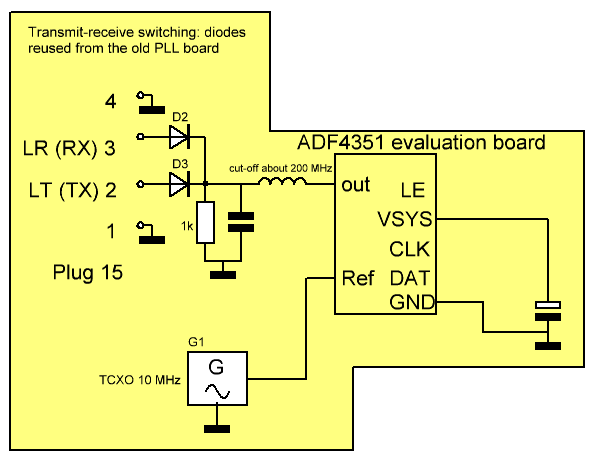 Transmit-receive switching: diodes
reused from the old PLL board
4
D2
LR (RX) 3
ADF4351 evaluation board
D3
cut-off about 200 MHz
LT (TX) 2
out
LE
VSYS
1k
1
CLK
Plug 15
Ref
DAT
GND
G1
G
TCXO 10 MHz